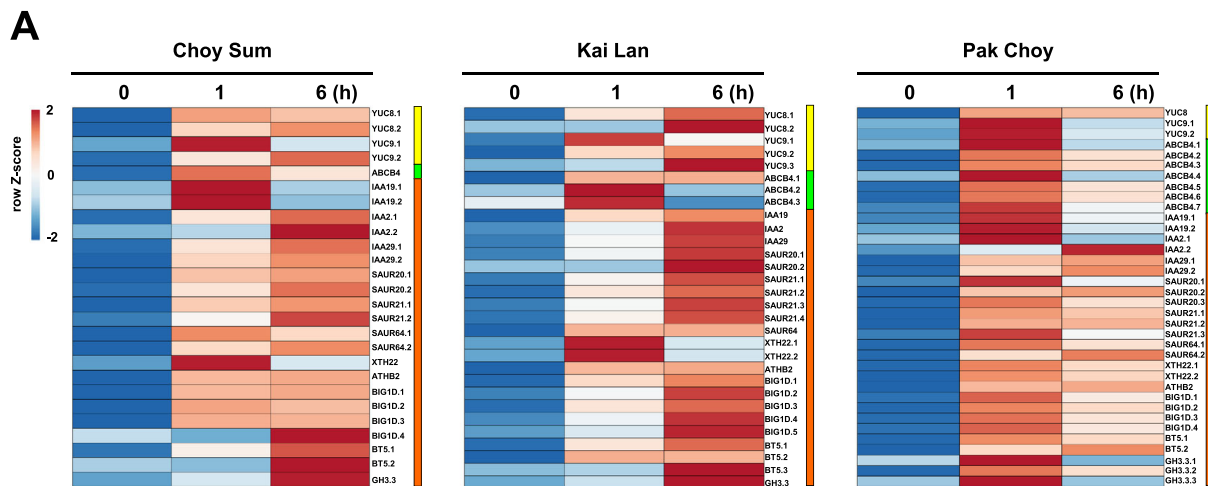 A
Choy Sum
0 1 6 (h)
row Z-score
2
0
-2
YUC8.1
YUC8.2
YUC9.1
YUC9.2
ABCB4
IAA19.1
IAA19.2
IAA2.1
IAA2.2
IAA29.1
IAA29.2
SAUR20.1
SAUR20.2
SAUR21.1
SAUR21.2
SAUR64.1
SAUR64.2
XTH22
ATHB2
BIG1D.1
BIG1D.2
BIG1D.3
BIG1D.4
BT5.1
BT5.2
GH3.3
Kai Lan
0 1 6 (h)
YUC8.1
YUC8.2
YUC9.1
YUC9.2
YUC9.3
ABCB4.1
ABCB4.2
ABCB4.3
IAA19
IAA2
IAA29
SAUR20.1
SAUR20.2
SAUR21.1
SAUR21.2
SAUR21.3
SAUR21.4
SAUR64
XTH22.1
XTH22.2
ATHB2
BIG1D.1
BIG1D.2
BIG1D.3
BIG1D.4
BIG1D.5
BT5.1
BT5.2
BT5.3
GH3.3
Pak Choy
0 1 6 (h)
YUC8
YUC9.1
YUC9.2
ABCB4.1
ABCB4.2
ABCB4.3
ABCB4.4
ABCB4.5
ABCB4.6
ABCB4.7
IAA19.1
IAA19.2
IAA2.1
IAA2.2
IAA29.1
IAA29.2
SAUR20.1
SAUR20.2
SAUR20.3
SAUR21.1
SAUR21.2
SAUR21.3
SAUR64.1
SAUR64.2
XTH22.1
XTH22.2
ATHB2
BIG1D.1
BIG1D.2
BIG1D.3
BIG1D.4
BT5.1
BT5.2
GH3.3.1
GH3.3.2
GH3.3.3